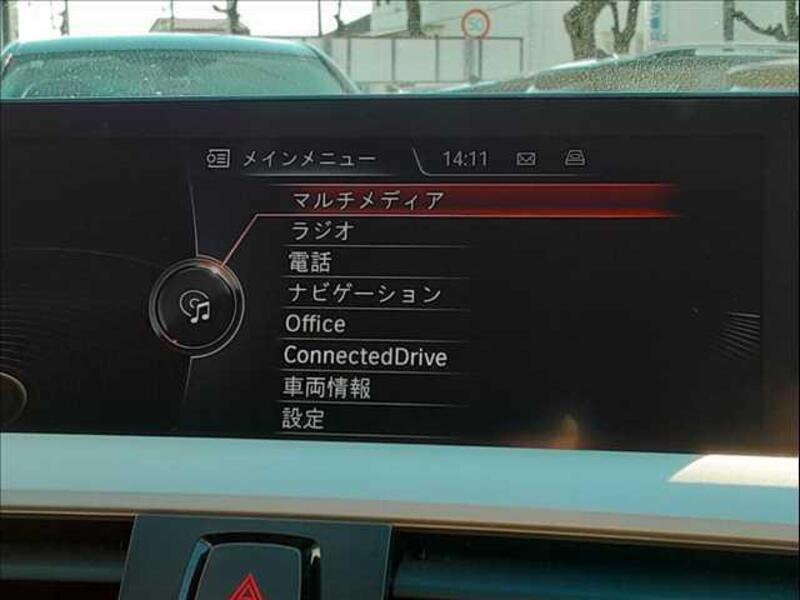 50
メインメニュー 14:11
マルチメディア
ラジオ
電話
ナビゲーション
Office
ConnectedDrive
車両情報
設定